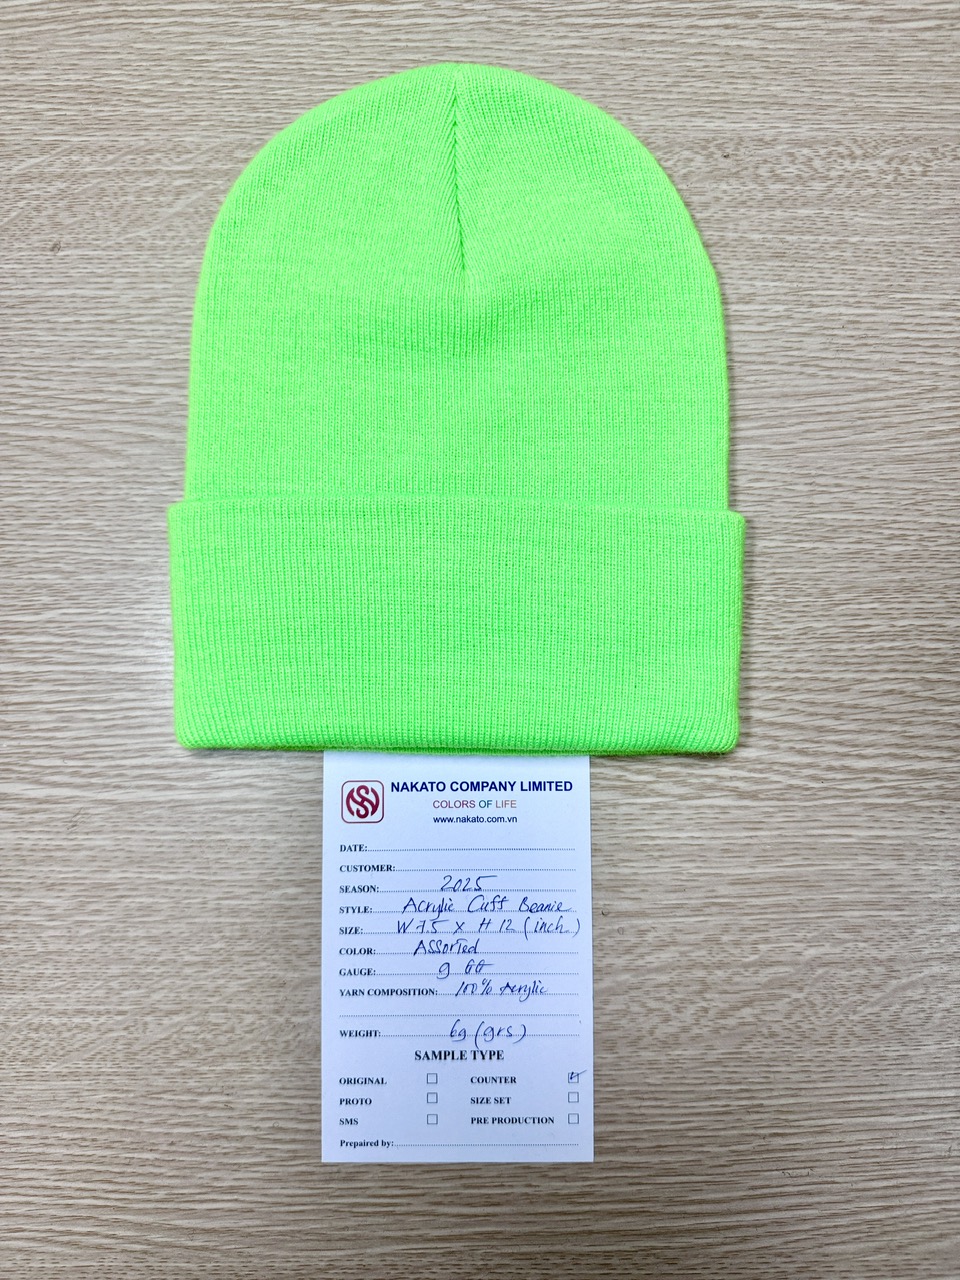 NAKATO COMPANY LIMITED
COLORS OF LIFE
www.nakato.com.vn
DATE:
CUSTOMER:
SEASON: 2025
STYLE: Acrylic Cuff Beanie
SIZE: W 7.5 x H 12 (inch)
COLOR: Assorted
GAUGE: 9 GG
YARN COMPOSITION: 100% Acrylic
WEIGHT: 69 (grs)
SAMPLE TYPE
ORIGINAL COUNTER
PROTO SIZE SET
SMS PRE PRODUCTION
Prepaired by: